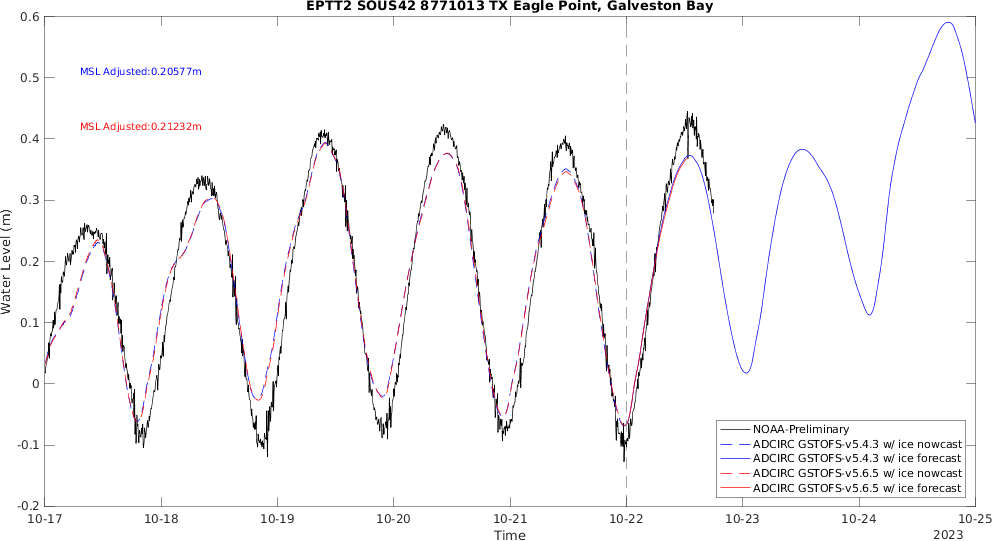 EPTT2 SOUS42 8771013 TX Eagle Point, Galveston Bay
0.6
MSL Adjusted:0.20577m
0.5
MSL Adjusted:0.21232m
0.4
0.3
Water Level (m)
0.2
0.1
0
-0.1
-0.2
NOAA-Preliminary
ADCIRC GSTOFS-v5.4.3 w/ ice nowcast
ADCIRC GSTOFS-v5.4.3 w/ ice forecast
ADCIRC GSTOFS-v5.6.5 w/ ice nowcast
ADCIRC GSTOFS-v5.6.5 w/ ice forecast
10-17 10-18 10-19 10-20 10-21 10-22 10-23 10-24 10-25
Time
2023